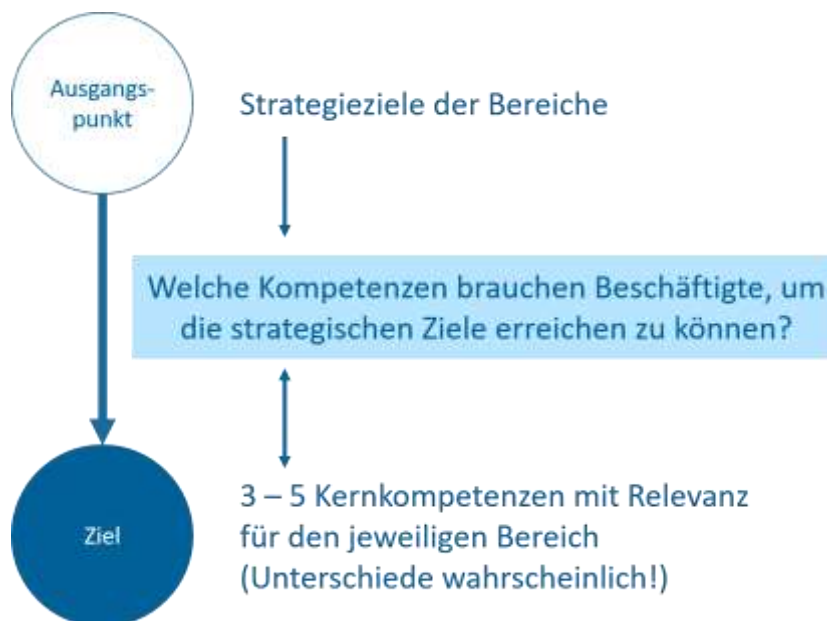 Ausgangs-
punkt
Strategieziele der Bereiche
Welche Kompetenzen brauchen Beschäftigte, um
die strategischen Ziele erreichen zu können?
Ziel
3 – 5 Kernkompetenzen mit Relevanz
für den jeweiligen Bereich
(Unterschiede wahrscheinlich!)